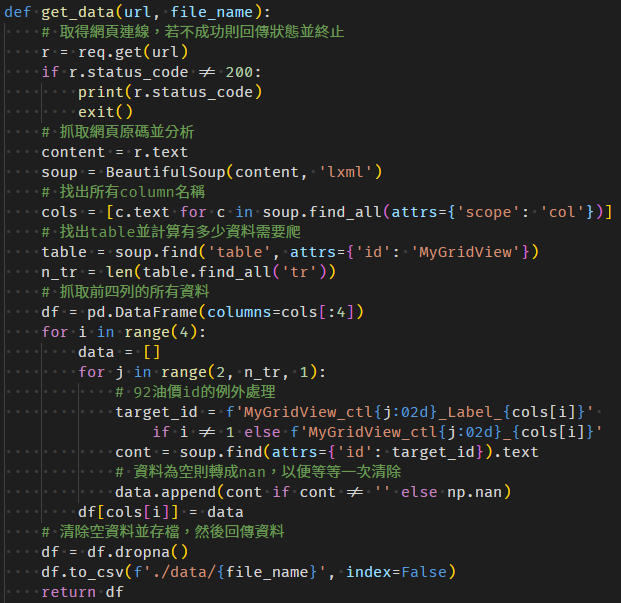 def get_data(url, file_name):
    # 取得網頁連線，若不成功則回傳狀態並終止
    r = req.get(url)
    if r.status_code != 200:
        print(r.status_code)
        exit()
    # 抓取網頁原碼並分析
    content = r.text
    soup = BeautifulSoup(content, 'lxml')
    # 找出所有column名稱
    cols = [c.text for c in soup.find_all(attrs={'scope': 'col'})]
    # 找出table並計算有多少資料需要爬
    table = soup.find('table', attrs={'id': 'MyGridView'})
    n_tr = len(table.find_all('tr'))
    # 抓取前四列的所有資料
    df = pd.DataFrame(columns=cols[:4])
    for i in range(4):
        data = []
        for j in range(2, n_tr, 1):
            # 92油價id的例外處理
            target_id = f'MyGridView_ctl{j:02d}_Label_{cols[i]}'
                if i != 1 else f'MyGridView_ctl{j:02d}_{cols[i]}'
            cont = soup.find(attrs={'id': target_id}).text
            # 資料為空則轉成nan，以便等等一次清除
            data.append(cont if cont != '' else np.nan)
        df[cols[i]] = data
    # 清除空資料並存檔，然後回傳資料
    df = df.dropna()
    df.to_csv(f'./data/{file_name}', index=False)
    return df